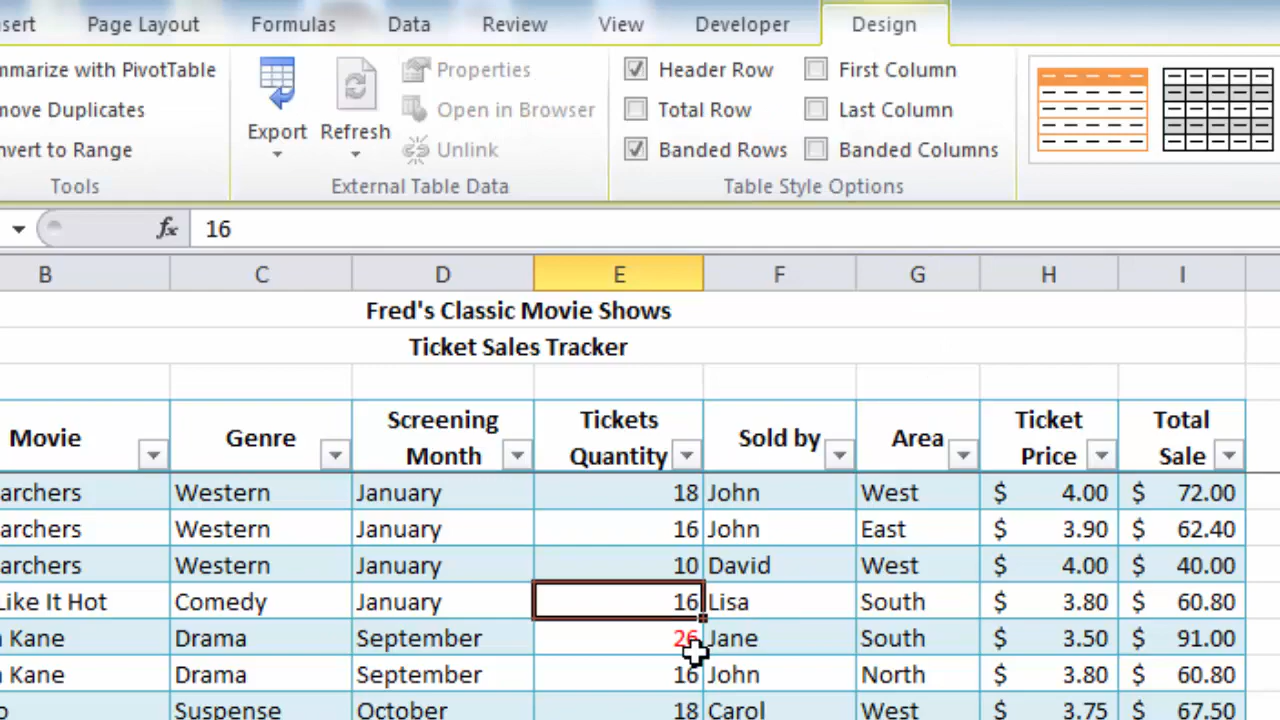 nsert Page Layout Formulas Data Review View Developer Design
mmarize with PivotTable
move Duplicates
nvert to Range
Tools
Export Refresh
Properties
Open in Browser
Unlink
External Table Data
Header Row First Column
Total Row Last Column
Banded Rows Banded Columns
Table Style Options
fx 16
B C D E F G H I
Fred's Classic Movie Shows
Ticket Sales Tracker
Movie Genre Screening Month Tickets Quantity Sold by Area Ticket Price Total Sale
archers Western January 18 John West $ 4.00 $ 72.00
archers Western January 16 John East $ 3.90 $ 62.40
archers Western January 10 David West $ 4.00 $ 40.00
Like It Hot Comedy January 16 Lisa South $ 3.80 $ 60.80
Kane Drama September 26 Jane South $ 3.50 $ 91.00
Kane Drama September 16 John North $ 3.80 $ 60.80
o Suspense October 18 Carol West $ 3.75 $ 67.50